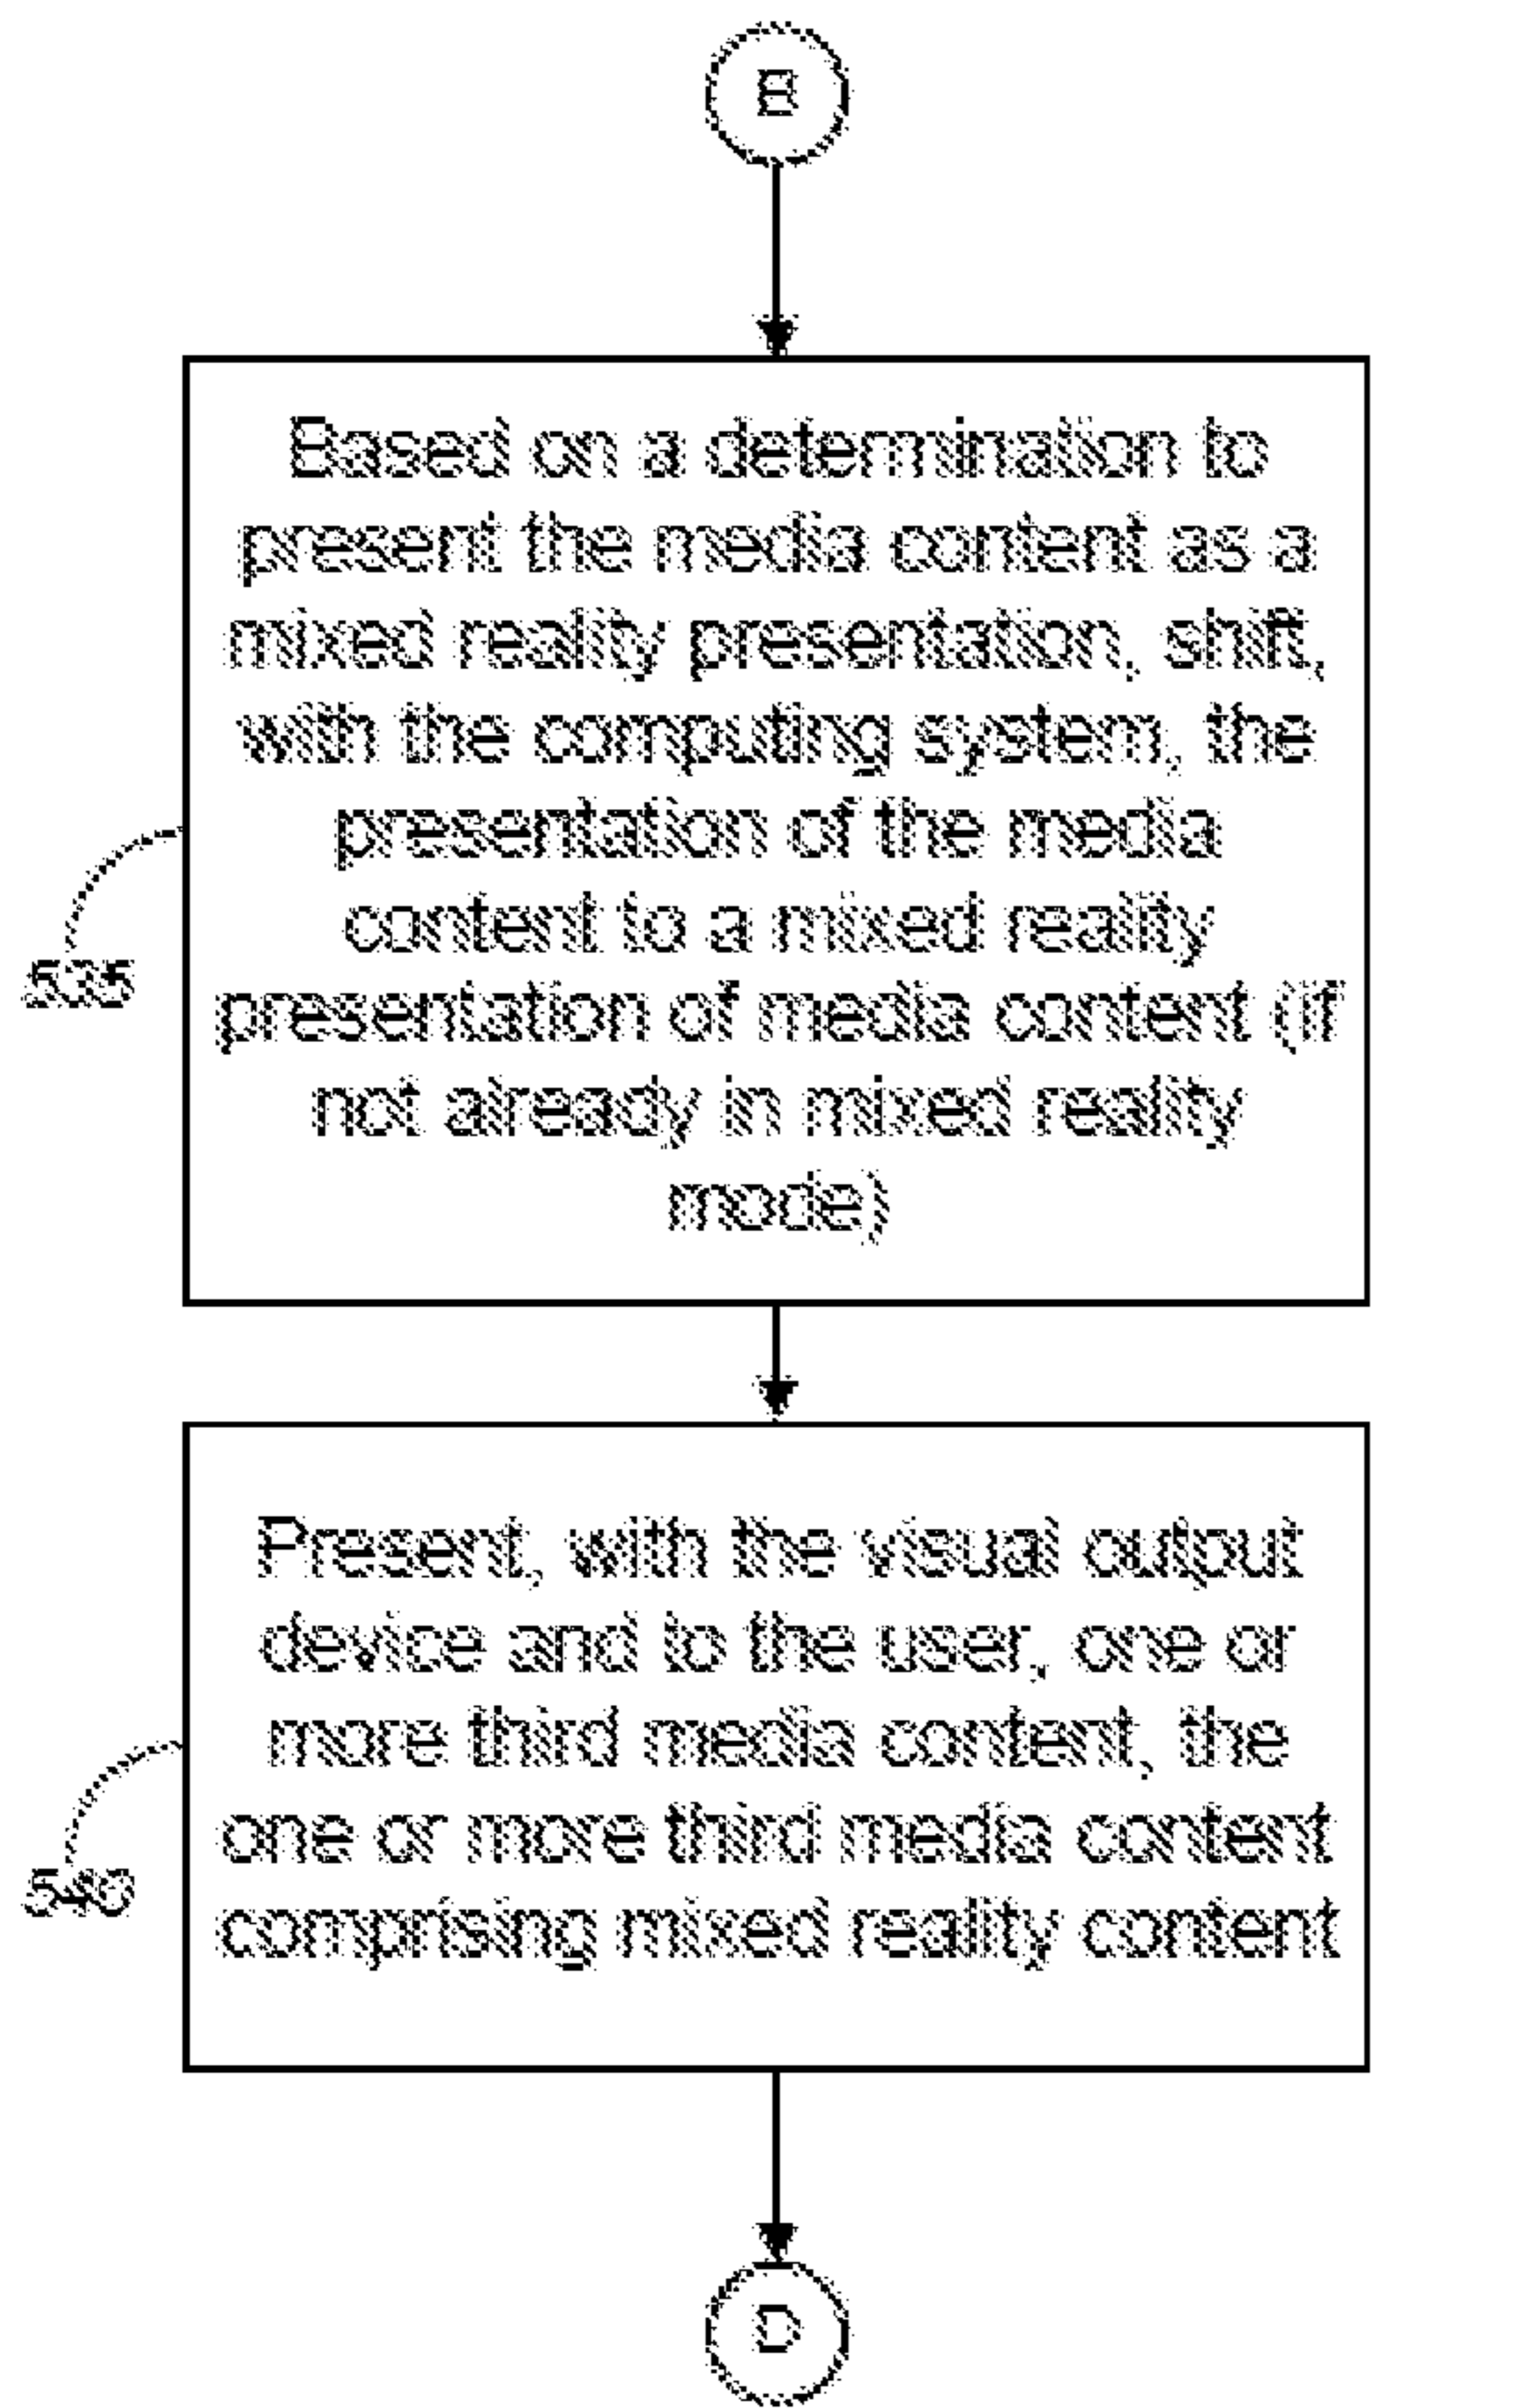 Based on a determination to
present the media content as a
mixed reality presentation, shift,
with the computing system, the
presentation of the media
content to a mixed reality
presentation of media content (if
not already in mixed reality
mode)
535
Present, with the visual output
device and to the user, one or
more third media content, the
one or more third media content
comprising mixed reality content
D